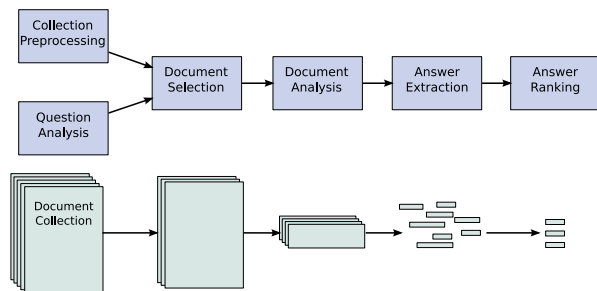 Collection
Preprocessing
Question
Analysis
Document
Selection
Document
Analysis
Answer
Extraction
Answer
Ranking
Document
Collection